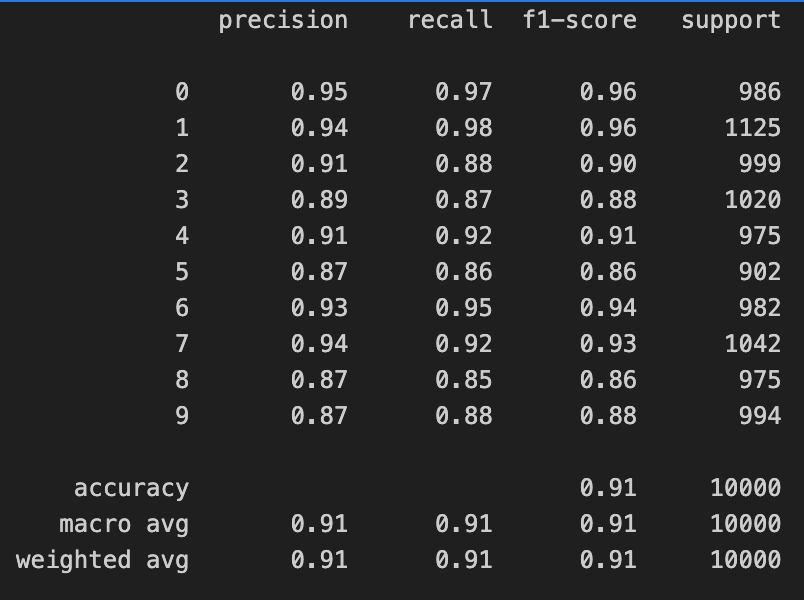 precision recall f1-score support
0 0.95 0.97 0.96 986
1 0.94 0.98 0.96 1125
2 0.91 0.88 0.90 999
3 0.89 0.87 0.88 1020
4 0.91 0.92 0.91 975
5 0.87 0.86 0.86 902
6 0.93 0.95 0.94 982
7 0.94 0.92 0.93 1042
8 0.87 0.85 0.86 975
9 0.87 0.88 0.88 994
accuracy 0.91 10000
macro avg 0.91 0.91 0.91 10000
weighted avg 0.91 0.91 0.91 10000